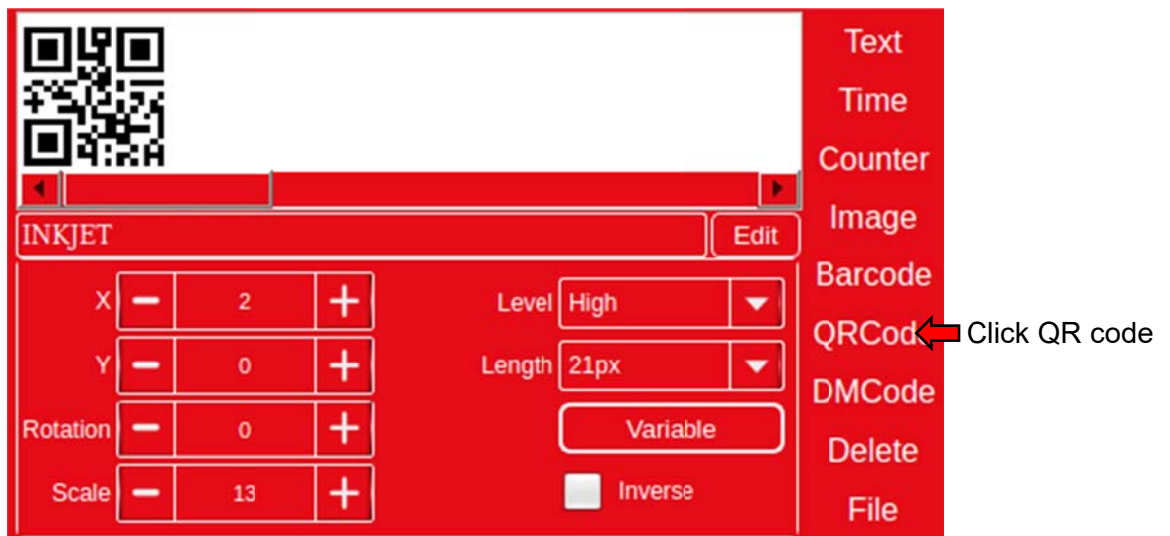 INKJET
Edit
X
2
Y
0
Rotation
0
Scale
13
Level
High
Length
21px
Variable
Inverse
Text
Time
Counter
Image
Barcode
QRCode
DMCode
Delete
File
Click QR code